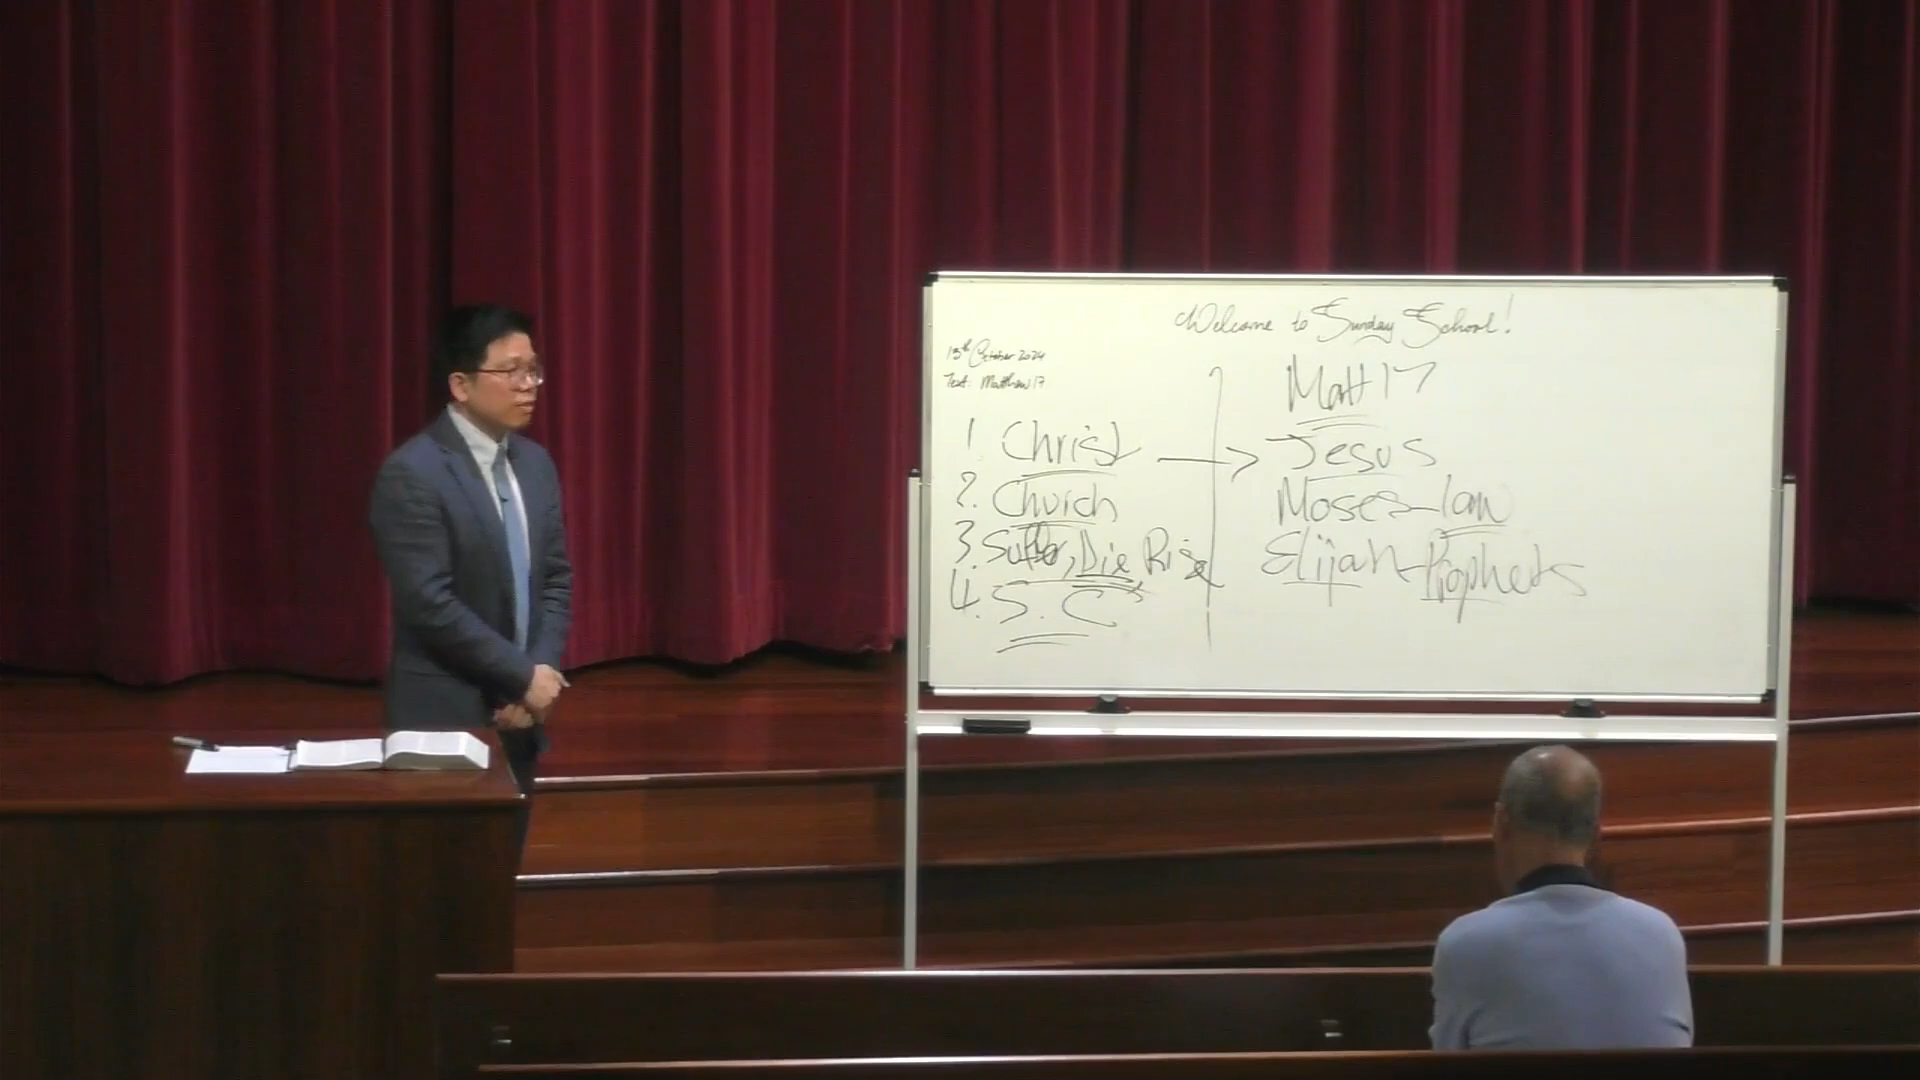 Welcome to Sunday School!
13th October 2024
Text: Matthew 17
1. Christ →
2. Church
3. Suffer, Die, Rise
4. S. C
Matt 17
Jesus
Moses - law
Elijah - Prophets